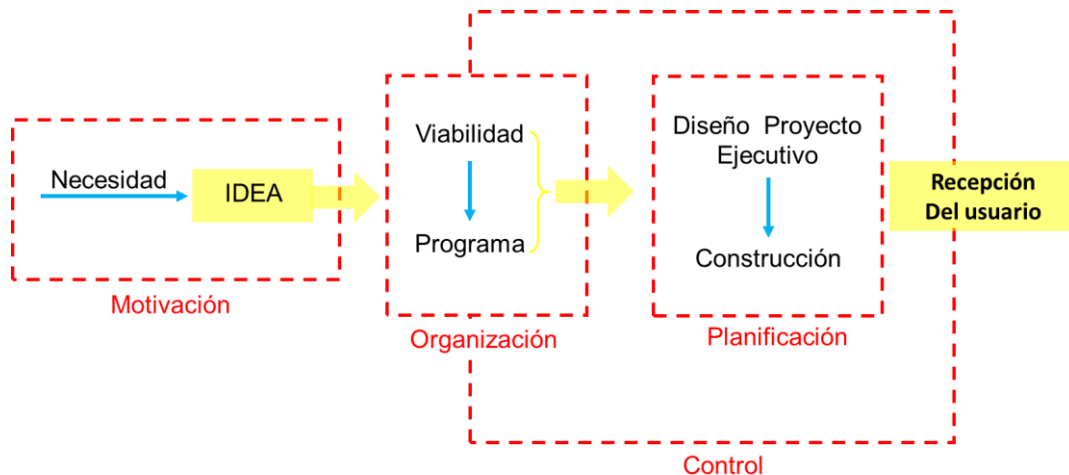 Necesidad
IDEA
Motivación
Viabilidad
Programa
Organización
Diseño Proyecto
Ejecutivo
Construcción
Planificación
Recepción
Del usuario
Control